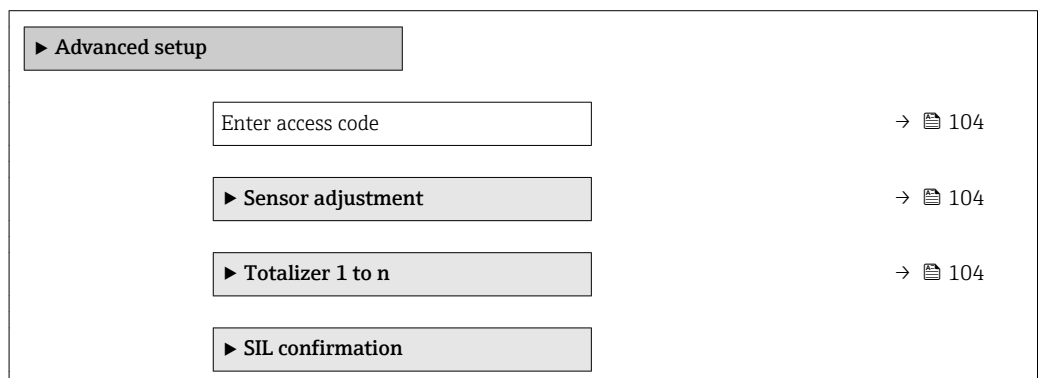 ▶ Advanced setup
Enter access code → 104
▶ Sensor adjustment → 104
▶ Totalizer 1 to n → 104
▶ SIL confirmation